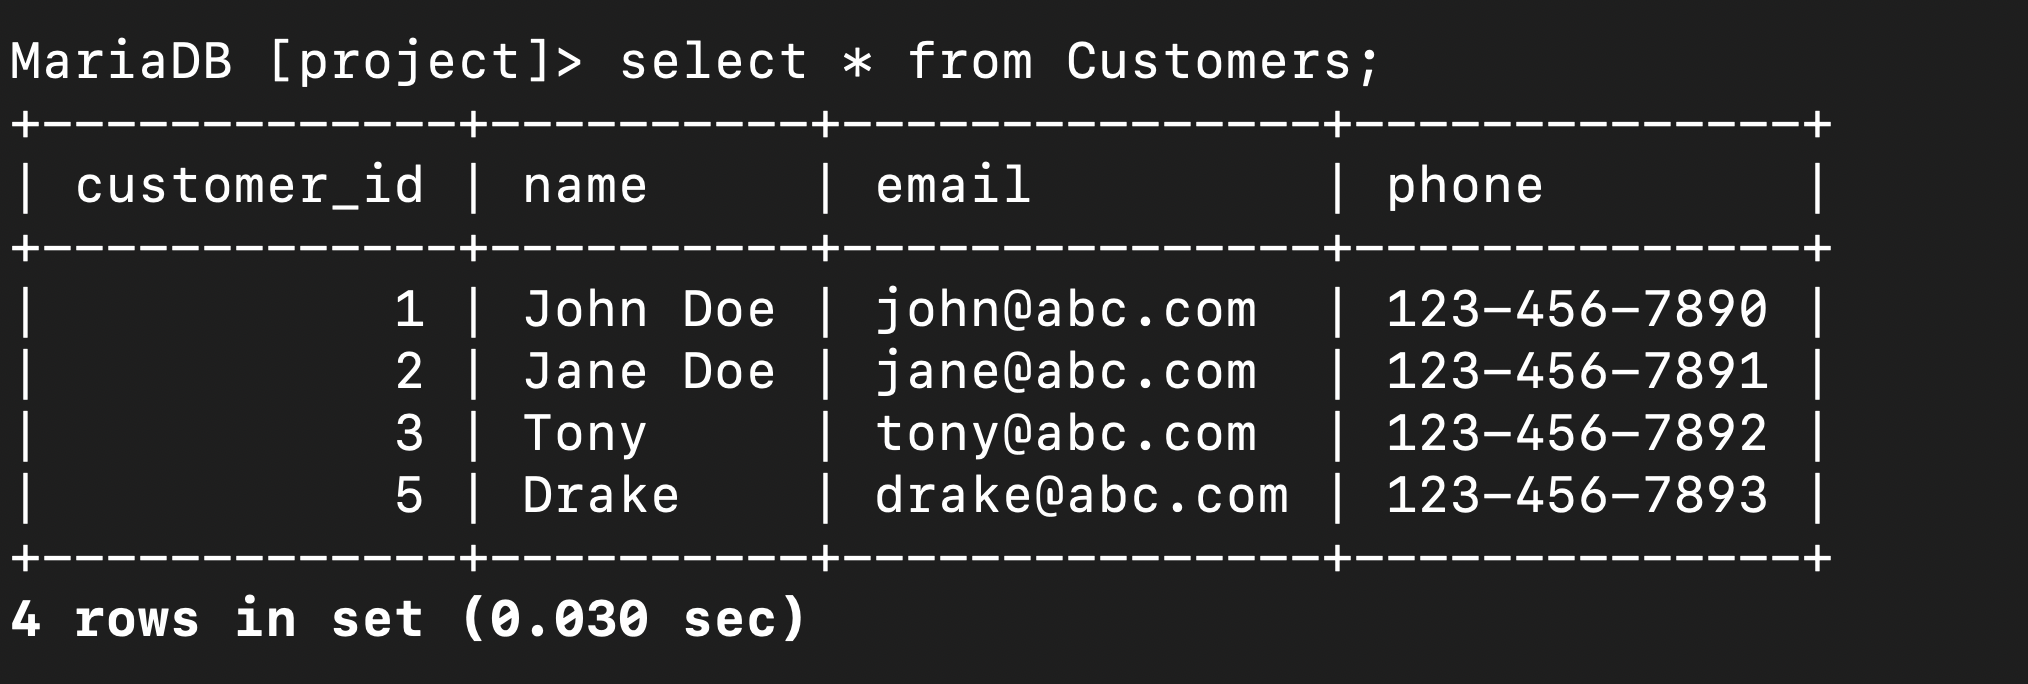 MariaDB [project]> select * from Customers;
+-------------+----------+---------------+--------------+
| customer_id | name     | email         | phone        |
+-------------+----------+---------------+--------------+
|           1 | John Doe | john@abc.com  | 123-456-7890 |
|           2 | Jane Doe | jane@abc.com  | 123-456-7891 |
|           3 | Tony     | tony@abc.com  | 123-456-7892 |
|           5 | Drake    | drake@abc.com | 123-456-7893 |
+-------------+----------+---------------+--------------+
4 rows in set (0.030 sec)